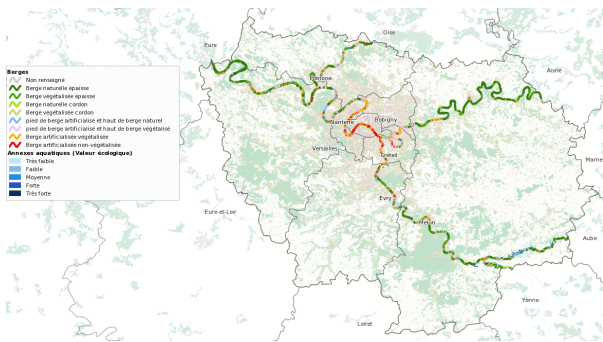 Oise
Eure
Aisne
Berges
Non renseigné
Berge naturelle épaisse
Berge végétalisée épaisse
Berge naturelle cordon
Berge végétalisée cordon
pied de berge artificialisé et haut de berge naturel
pied de berge artificialisé et haut de berge végétalisé
Berge artificialisée végétalisée
Berge artificialisée non-végétalisée
Annexes aquatiques (Valeur écologique)
Très faible
Faible
Moyenne
Forte
Très forte
Pontoise
Nanterre
Bobigny
Versailles
Créteil
Marne
Evry
Eure-et-Loir
Melun
Aube
Yonne
Loiret